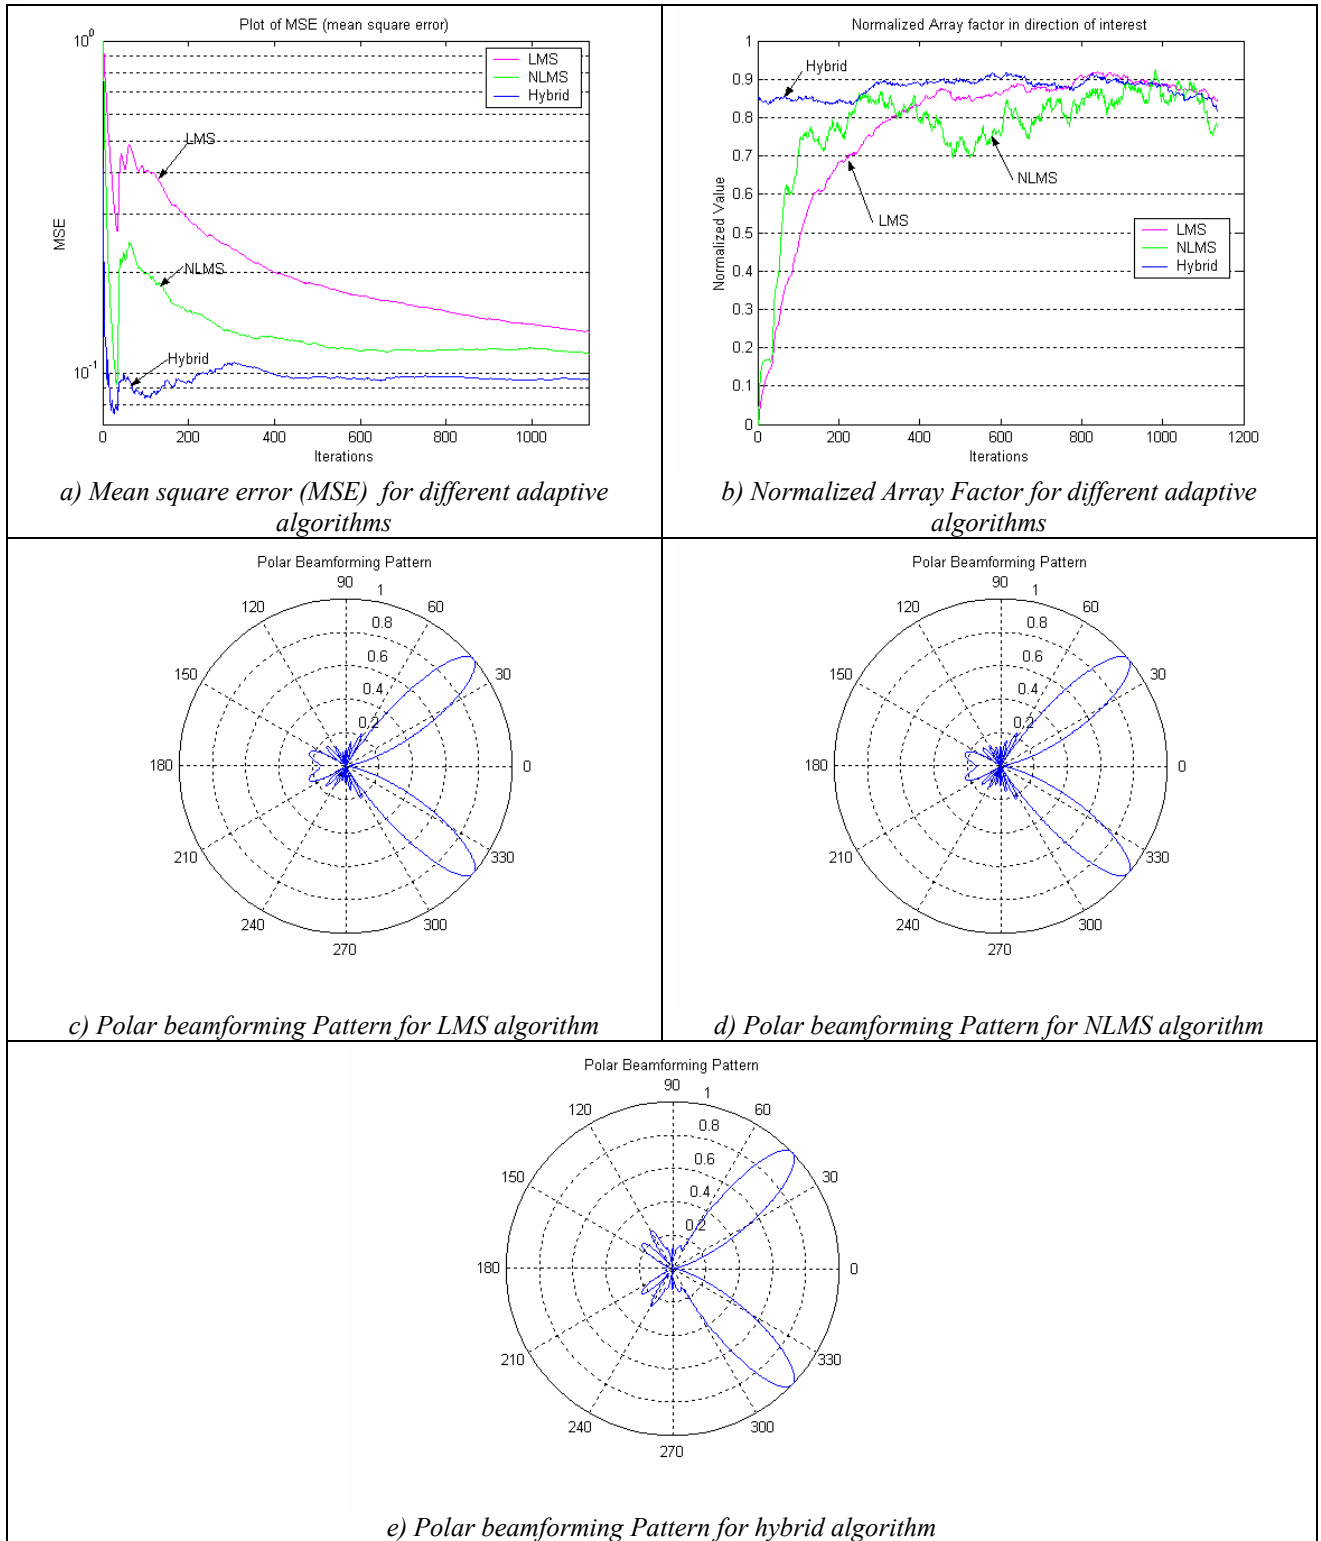 Plot of MSE (mean square error)
10^0
LMS
NLMS
Hybrid
LMS
MSE
NLMS
Hybrid
10^-1
0 200 400 600 800 1000
Iterations
a) Mean square error (MSE) for different adaptive
algorithms
Normalized Array factor in direction of interest
1
Hybrid
0.9
0.8
0.7
NLMS
0.6
LMS
Normalized Value
0.5
LMS
NLMS
Hybrid
0.4
0.3
0.2
0.1
0
0 200 400 600 800 1000 1200
Iterations
b) Normalized Array Factor for different adaptive
algorithms
Polar Beamforming Pattern
90
1
120 60
0.8
0.6
150 30
0.4
0.2
180 0
210 330
240 300
270
c) Polar beamforming Pattern for LMS algorithm
Polar Beamforming Pattern
90
1
120 60
0.8
0.6
150 30
0.4
0.2
180 0
210 330
240 300
270
d) Polar beamforming Pattern for NLMS algorithm
Polar Beamforming Pattern
90
1
120 60
0.8
0.6
150 30
0.4
0.2
180 0
210 330
240 300
270
e) Polar beamforming Pattern for hybrid algorithm